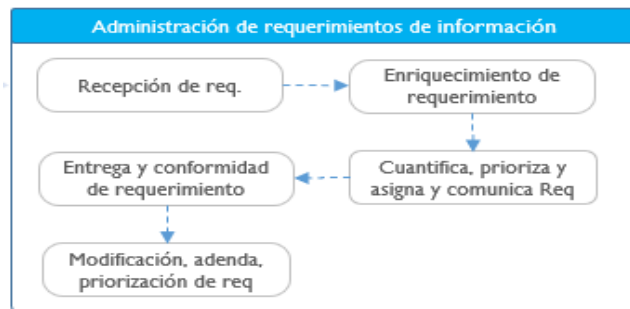 Administración de requerimientos de información
Recepción de req.
Enriquecimiento de
requerimiento
Cuantifica, prioriza y
asigna y comunica Req
Entrega y conformidad
de requerimiento
Modificación, adenda,
priorización de req